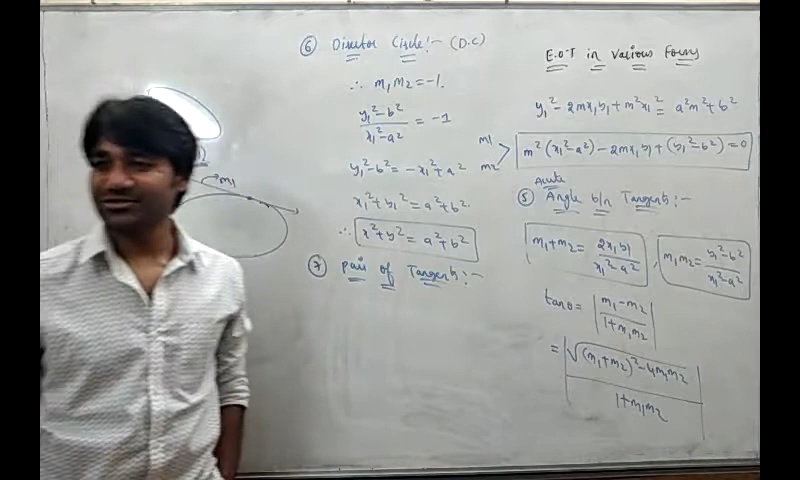 ⑥ Director Circle:- (D.C)
∴ m₁m₂ = -1.
y₁²-b² / x₁²-a² = -1
y₁²-b² = -x₁²+a²
x₁²+y₁² = a²+b².
∴ x²+y² = a²+b²
⑦ Pair of Tangents:-
m1
E.O.T in Various Forms
y₁²-2mx₁y₁+m²x₁² = a²m²+b²
m1
m2
m²(x₁²-a²)-2mx₁y₁+(y₁²-b²)=0
Acute
⑤ Angle b/n Tangents:-
m₁+m₂ = 2x₁y₁ / x₁²-a² , m₁m₂ = y₁²-b² / x₁²-a²
tanθ = | m₁-m₂ / 1+m₁m₂ |
= | √(m₁+m₂)²-4m₁m₂ / 1+m₁m₂ |